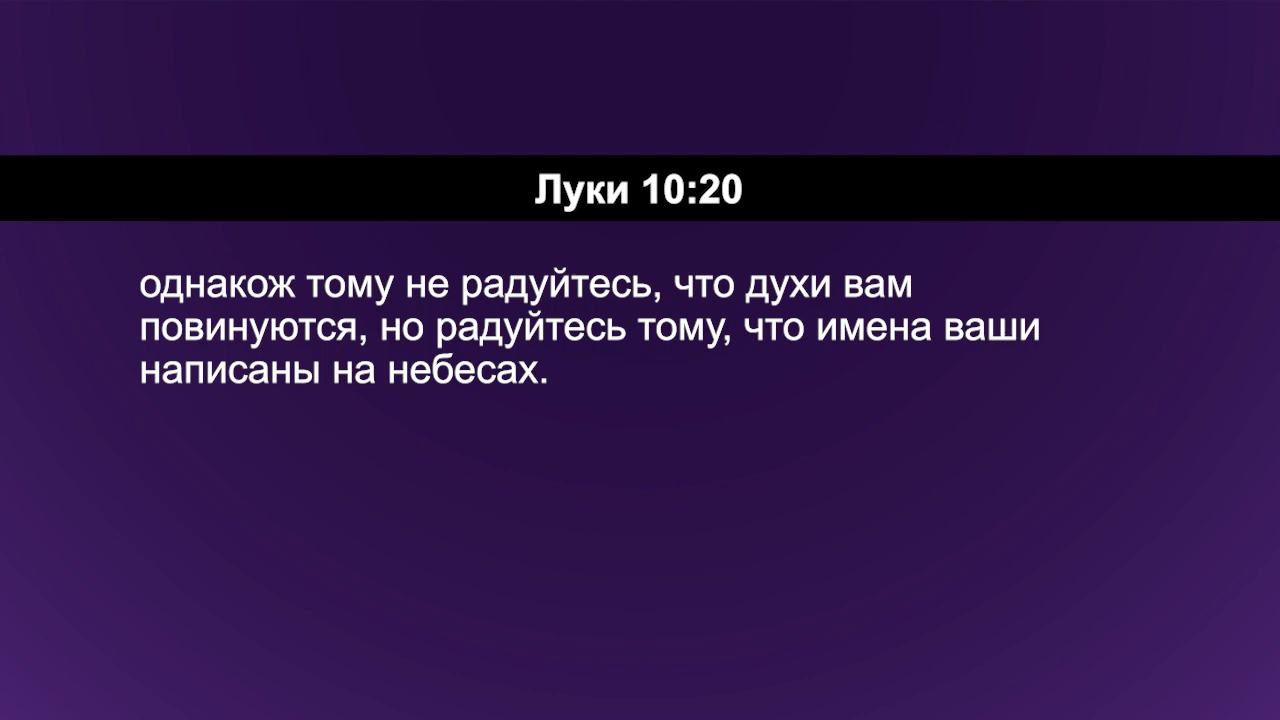 Луки 10:20
однакож тому не радуйтесь, что духи вам
повинуются, но радуйтесь тому, что имена ваши
написаны на небесах.